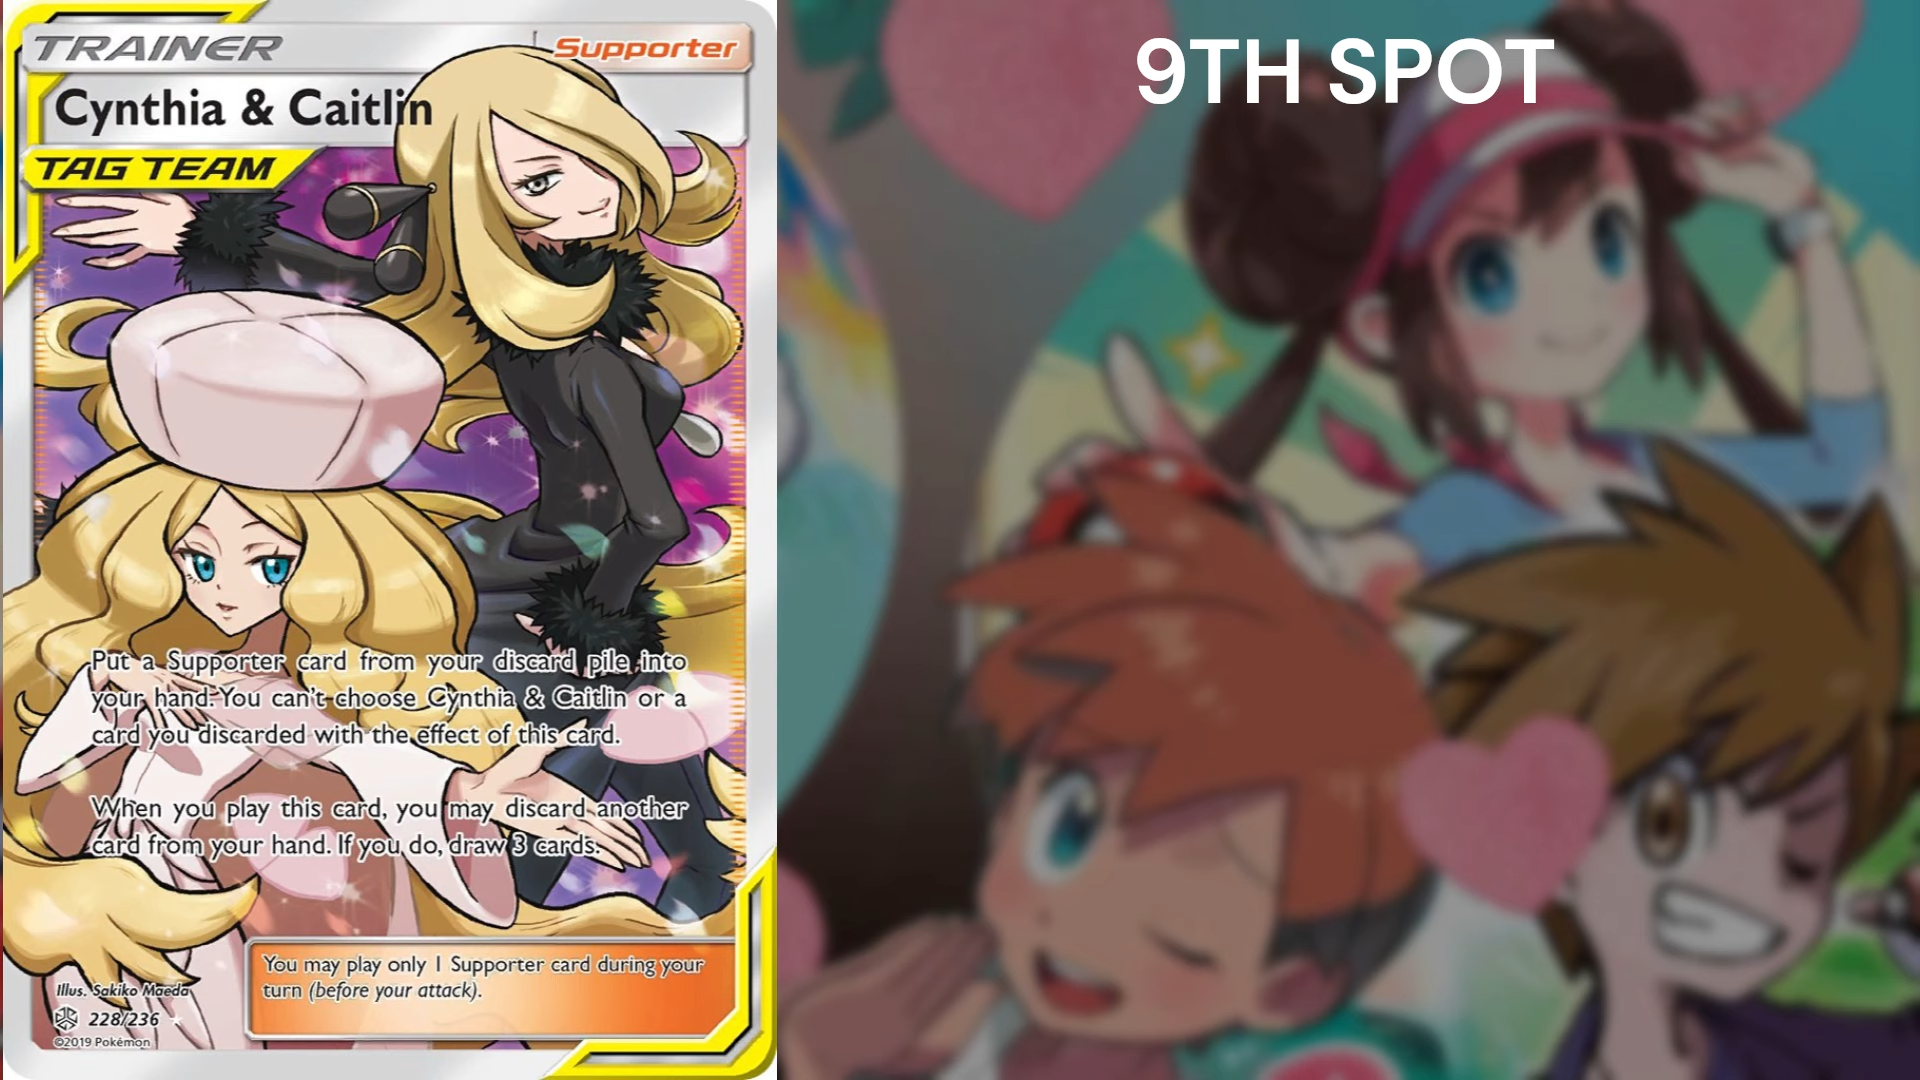 TRAINER
Supporter
Cynthia & Caitlin
TAG TEAM
Put a Supporter card from your discard pile into
your hand. You can't choose Cynthia & Caitlin or a
card you discarded with the effect of this card.
When you play this card, you may discard another
card from your hand. If you do, draw 3 cards.
You may play only 1 Supporter card during your
turn (before your attack).
Illus. Sakiko Maeda
228/236
©2019 Pokémon
9TH SPOT